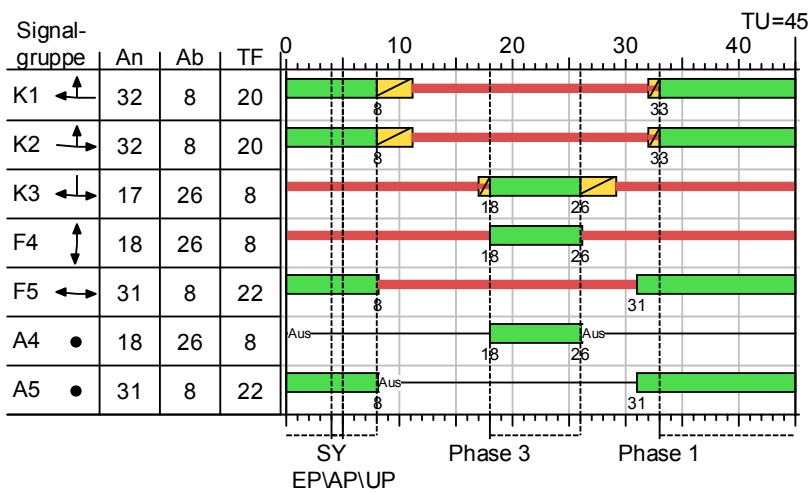 TU=45
Signal-
gruppe An Ab TF 0 10 20 30 40
K1 32 8 20 8 33
K2 32 8 20 8 33
K3 17 26 8 18 26
F4 18 26 8 18 26
F5 31 8 22 8 31
A4 18 26 8 Aus 18 26 Aus
A5 31 8 22 8 Aus 31
SY Phase 3 Phase 1
EP\AP\UP